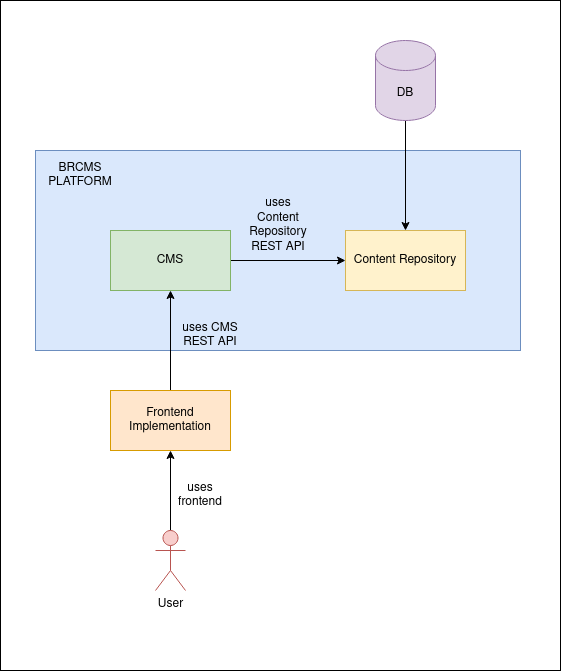 DB
BRCMS
PLATFORM
uses
Content
Repository
REST API
CMS
Content Repository
uses CMS
REST API
Frontend
Implementation
uses
frontend
User